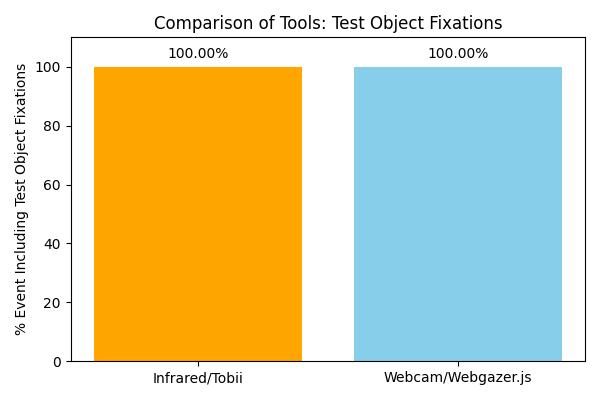 Comparison of Tools: Test Object Fixations
100.00%
100.00%
% Event Including Test Object Fixations
100
80
60
40
20
0
Infrared/Tobii
Webcam/Webgazer.js